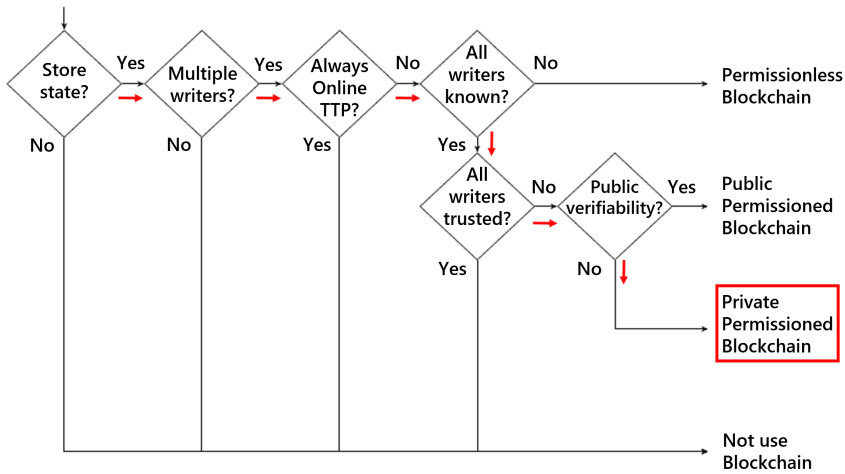 Store
state?
Yes
No
Multiple
writers?
Yes
No
Always
Online
TTP?
No
Yes
All
writers
known?
No
Yes
Permissionless
Blockchain
All
writers
trusted?
No
Yes
Public
verifiability?
Yes
No
Public
Permissioned
Blockchain
Private
Permissioned
Blockchain
Not use
Blockchain